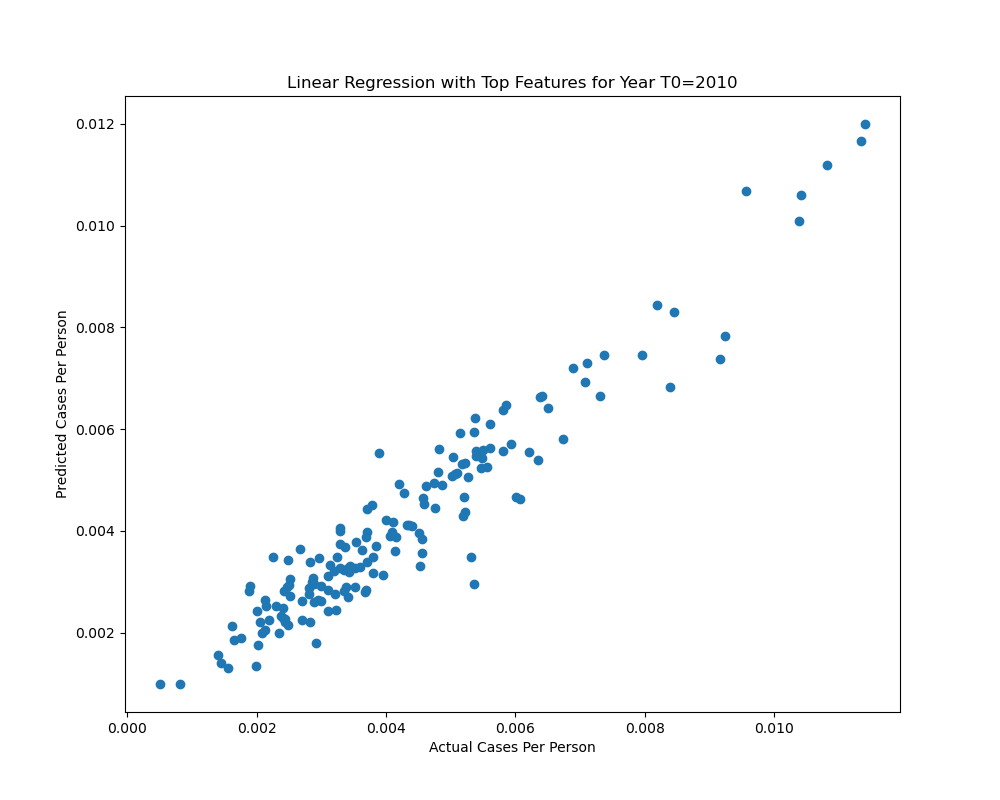 Linear Regression with Top Features for Year T0=2010
0.012
0.010
0.008
0.006
0.004
0.002
Predicted Cases Per Person
0.000 0.002 0.004 0.006 0.008 0.010
Actual Cases Per Person